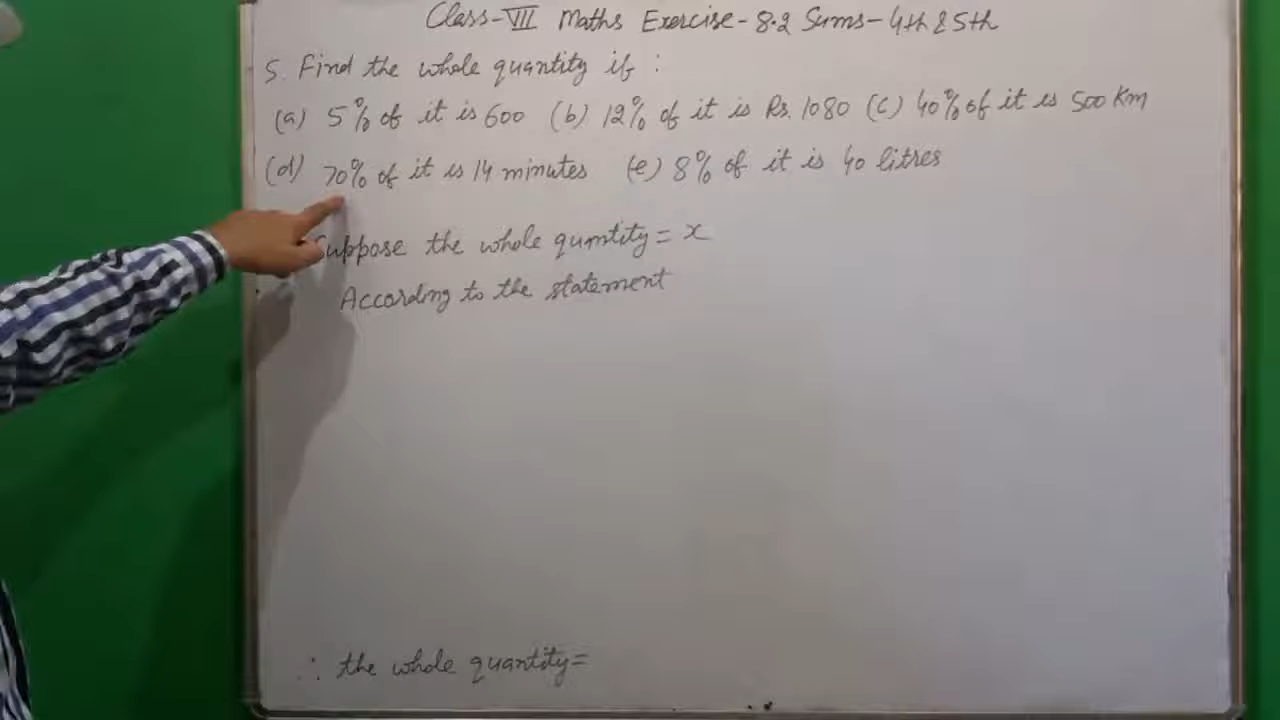 Class-VII Maths Exercise-8.2 Sums-4th & 5th
5. Find the whole quantity if :
(a) 5% of it is 600 (b) 12% of it is Rs. 1080 (c) 40% of it is 500 Km
(d) 70% of it is 14 minutes (e) 8% of it is 40 litres
Suppose the whole quantity = x
According to the statement
∴ the whole quantity=